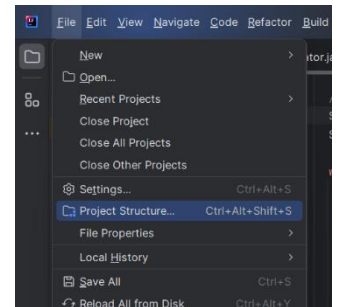 File Edit View Navigate Code Refactor Build
New
Open...
Recent Projects
Close Project
Close All Projects
Close Other Projects
Settings... Ctrl+Alt+S
Project Structure... Ctrl+Alt+Shift+S
File Properties
Local History
Save All Ctrl+S
Reload All from Disk Ctrl+Alt+Y